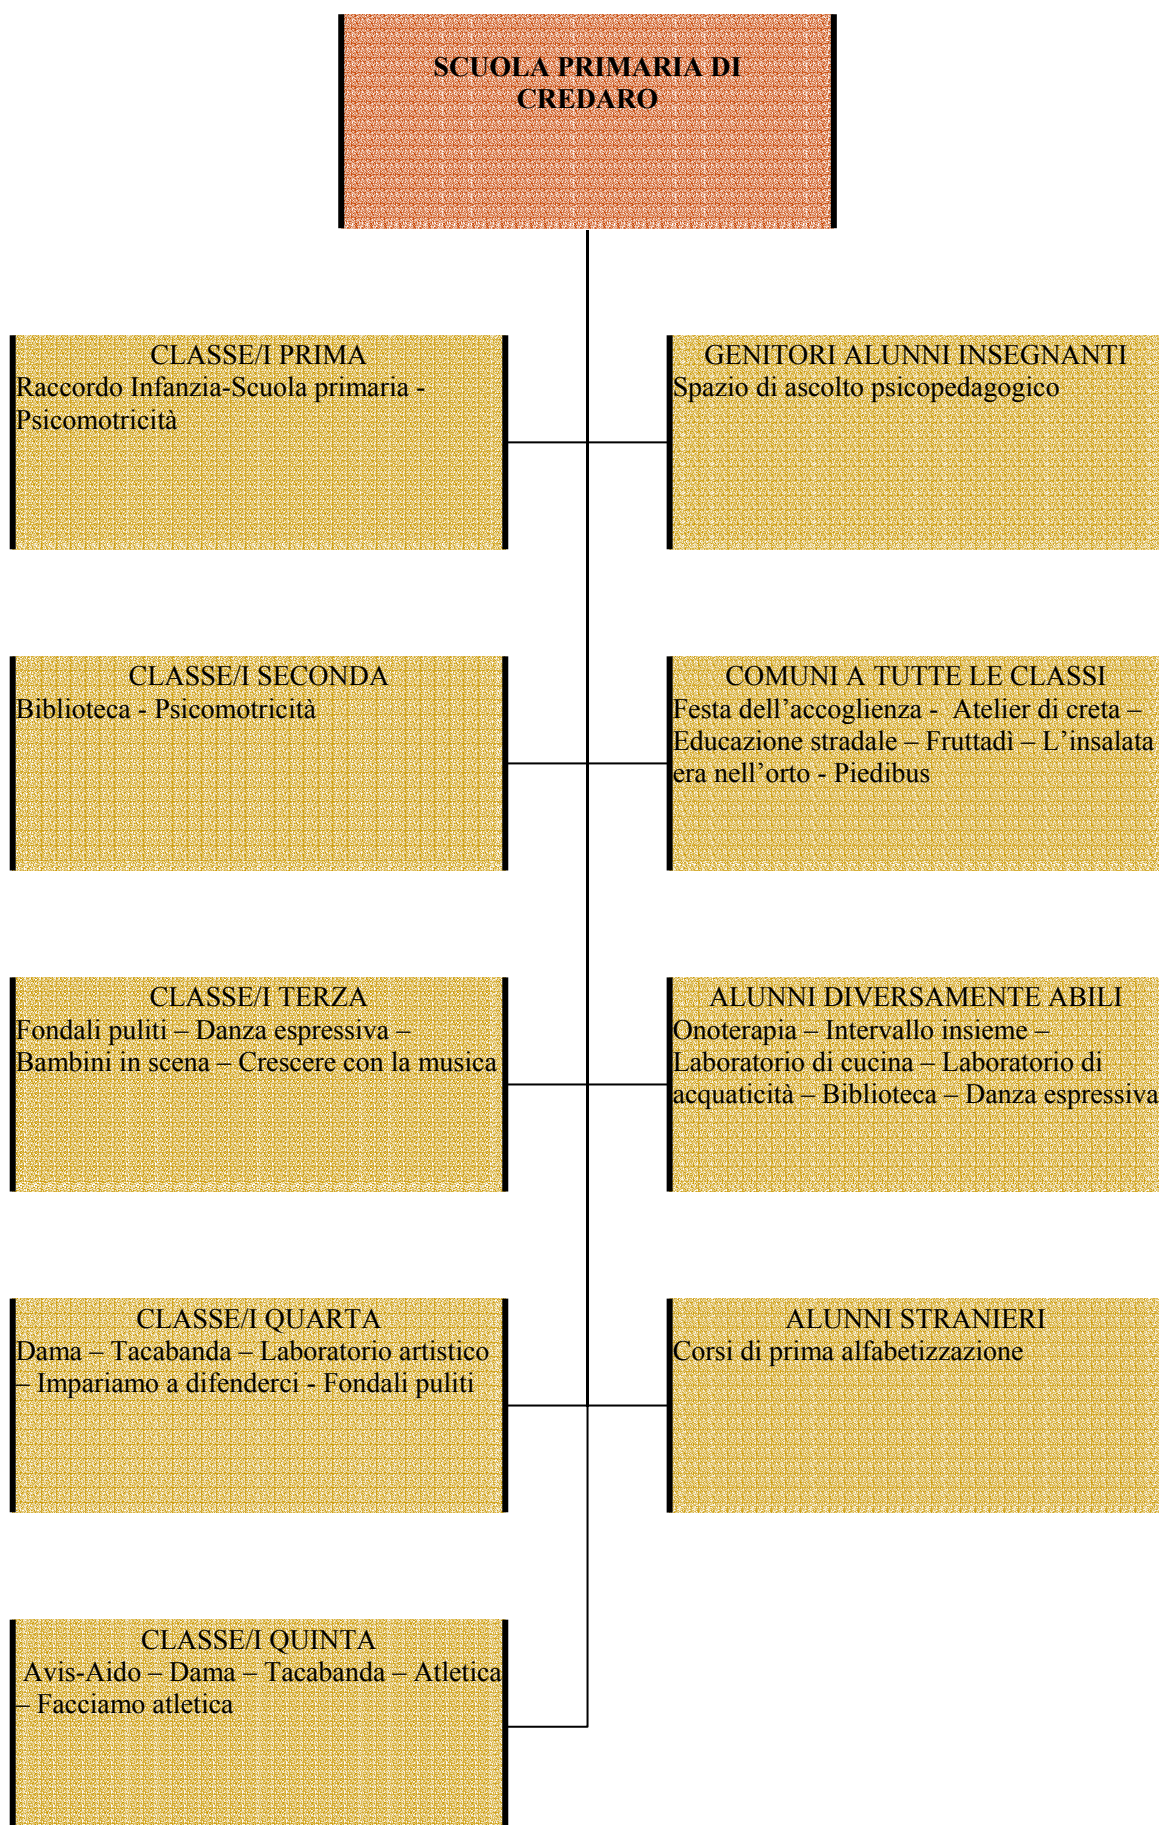 SCUOLA PRIMARIA DI
CREDARO
CLASSE/I PRIMA
Raccordo Infanzia-Scuola primaria -
Psicomotricità
GENITORI ALUNNI INSEGNANTI
Spazio di ascolto psicopedagogico
CLASSE/I SECONDA
Biblioteca - Psicomotricità
COMUNI A TUTTE LE CLASSI
Festa dell’accoglienza -  Atelier di creta –
Educazione stradale – Fruttadì – L’insalata
era nell’orto - Piedibus
CLASSE/I TERZA
Fondali puliti – Danza espressiva –
Bambini in scena – Crescere con la musica
ALUNNI DIVERSAMENTE ABILI
Onoterapia – Intervallo insieme –
Laboratorio di cucina – Laboratorio di
acquaticità – Biblioteca – Danza espressiva
CLASSE/I QUARTA
Dama – Tacabanda – Laboratorio artistico
– Impariamo a difenderci - Fondali puliti
ALUNNI STRANIERI
Corsi di prima alfabetizzazione
CLASSE/I QUINTA
Avis-Aido – Dama – Tacabanda – Atletica
– Facciamo atletica